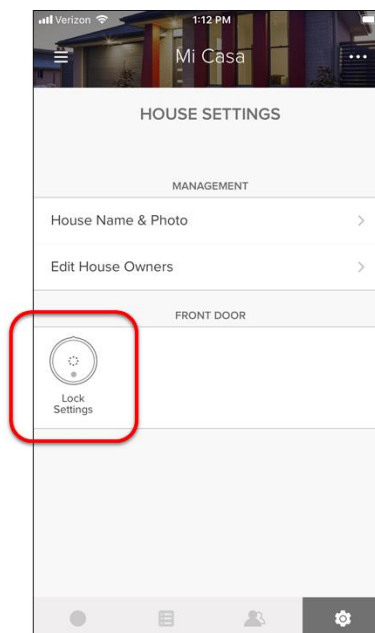 Verizon 1:12 PM
Mi Casa
HOUSE SETTINGS
MANAGEMENT
House Name & Photo
Edit House Owners
FRONT DOOR
Lock
Settings